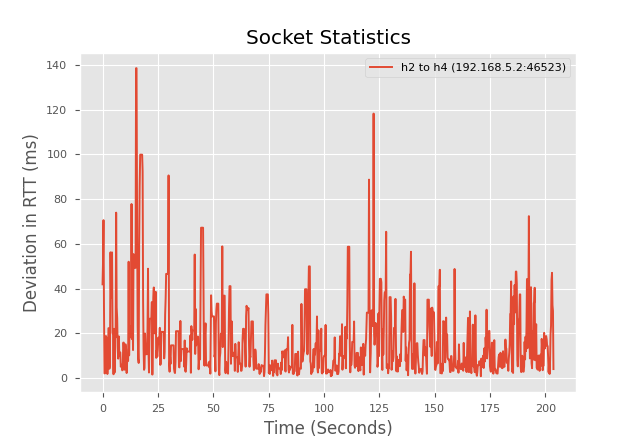 Socket Statistics
h2 to h4 (192.168.5.2:46523)
Deviation in RTT (ms)
140
120
100
80
60
40
20
0
0 25 50 75 100 125 150 175 200
Time (Seconds)